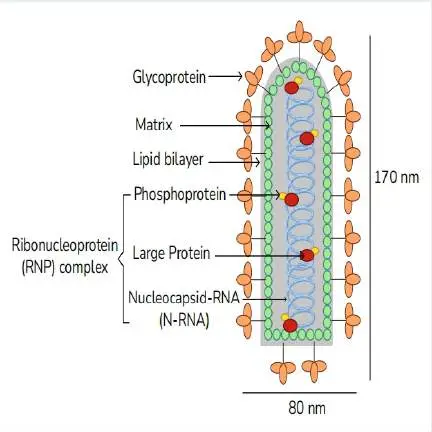 Glycoprotein
Matrix
Lipid bilayer
170 nm
Phosphoprotein
Ribonucleoprotein
(RNP) complex
Large Protein
Nucleocapsid-RNA
(N-RNA)
80 nm